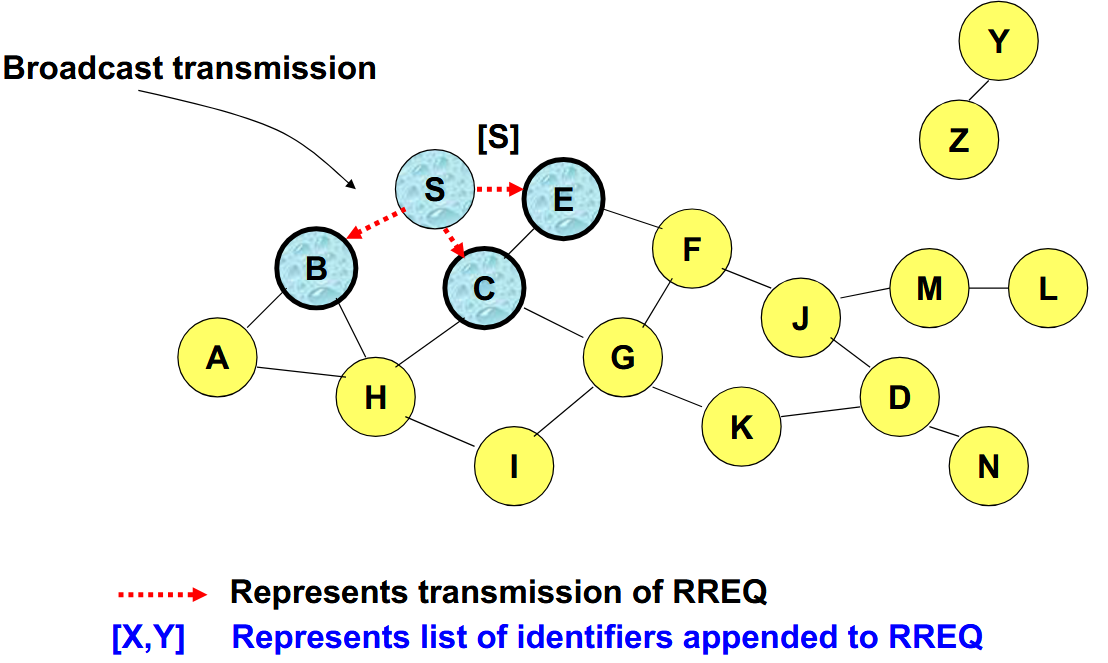 Y
Broadcast transmission
[S]
Z
S
E
F
B
C
M
L
J
A
G
H
D
K
I
N
Represents transmission of RREQ
[X,Y] Represents list of identifiers appended to RREQ